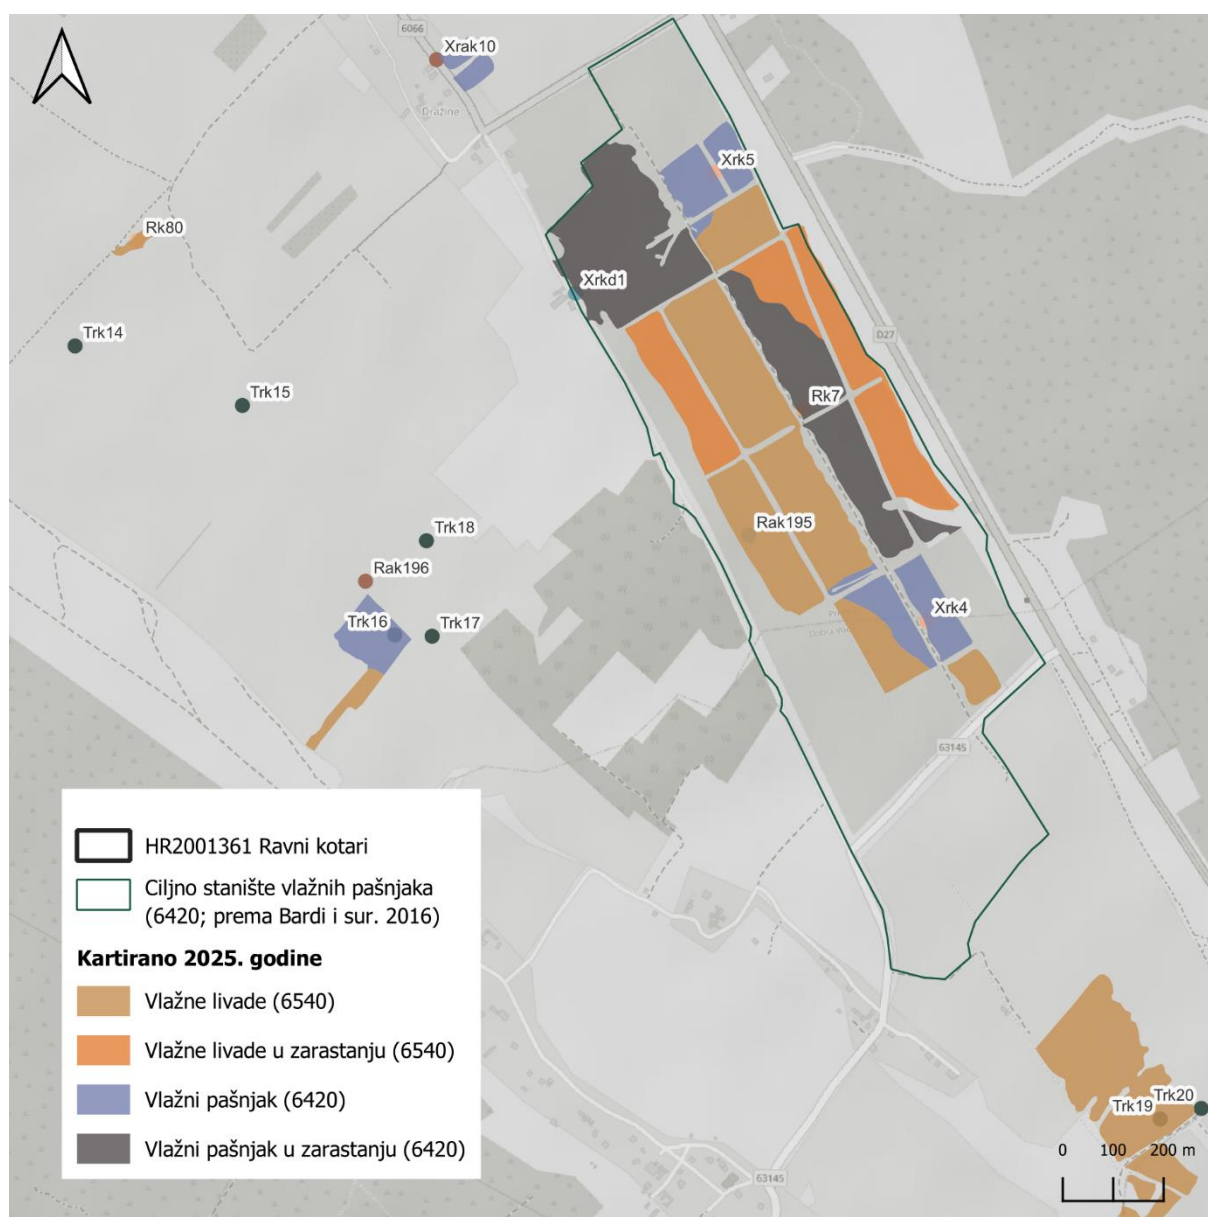 6066
Xrak10
Dražine
Xrk5
Rk80
Xrkd1
Trk14
D27
Trk15
Rk7
Rak195
Trk18
Rak196
Trk16
Trk17
Xrk4
Dobra Vo
63145
HR2001361 Ravni kotari
Ciljno stanište vlažnih pašnjaka
(6420; prema Bardi i sur. 2016)
Kartirano 2025. godine
Vlažne livade (6540)
Vlažne livade u zarastanju (6540)
Vlažni pašnjak (6420)
Vlažni pašnjak u zarastanju (6420)
Trk20
Trk19
0 100 200 m
63145